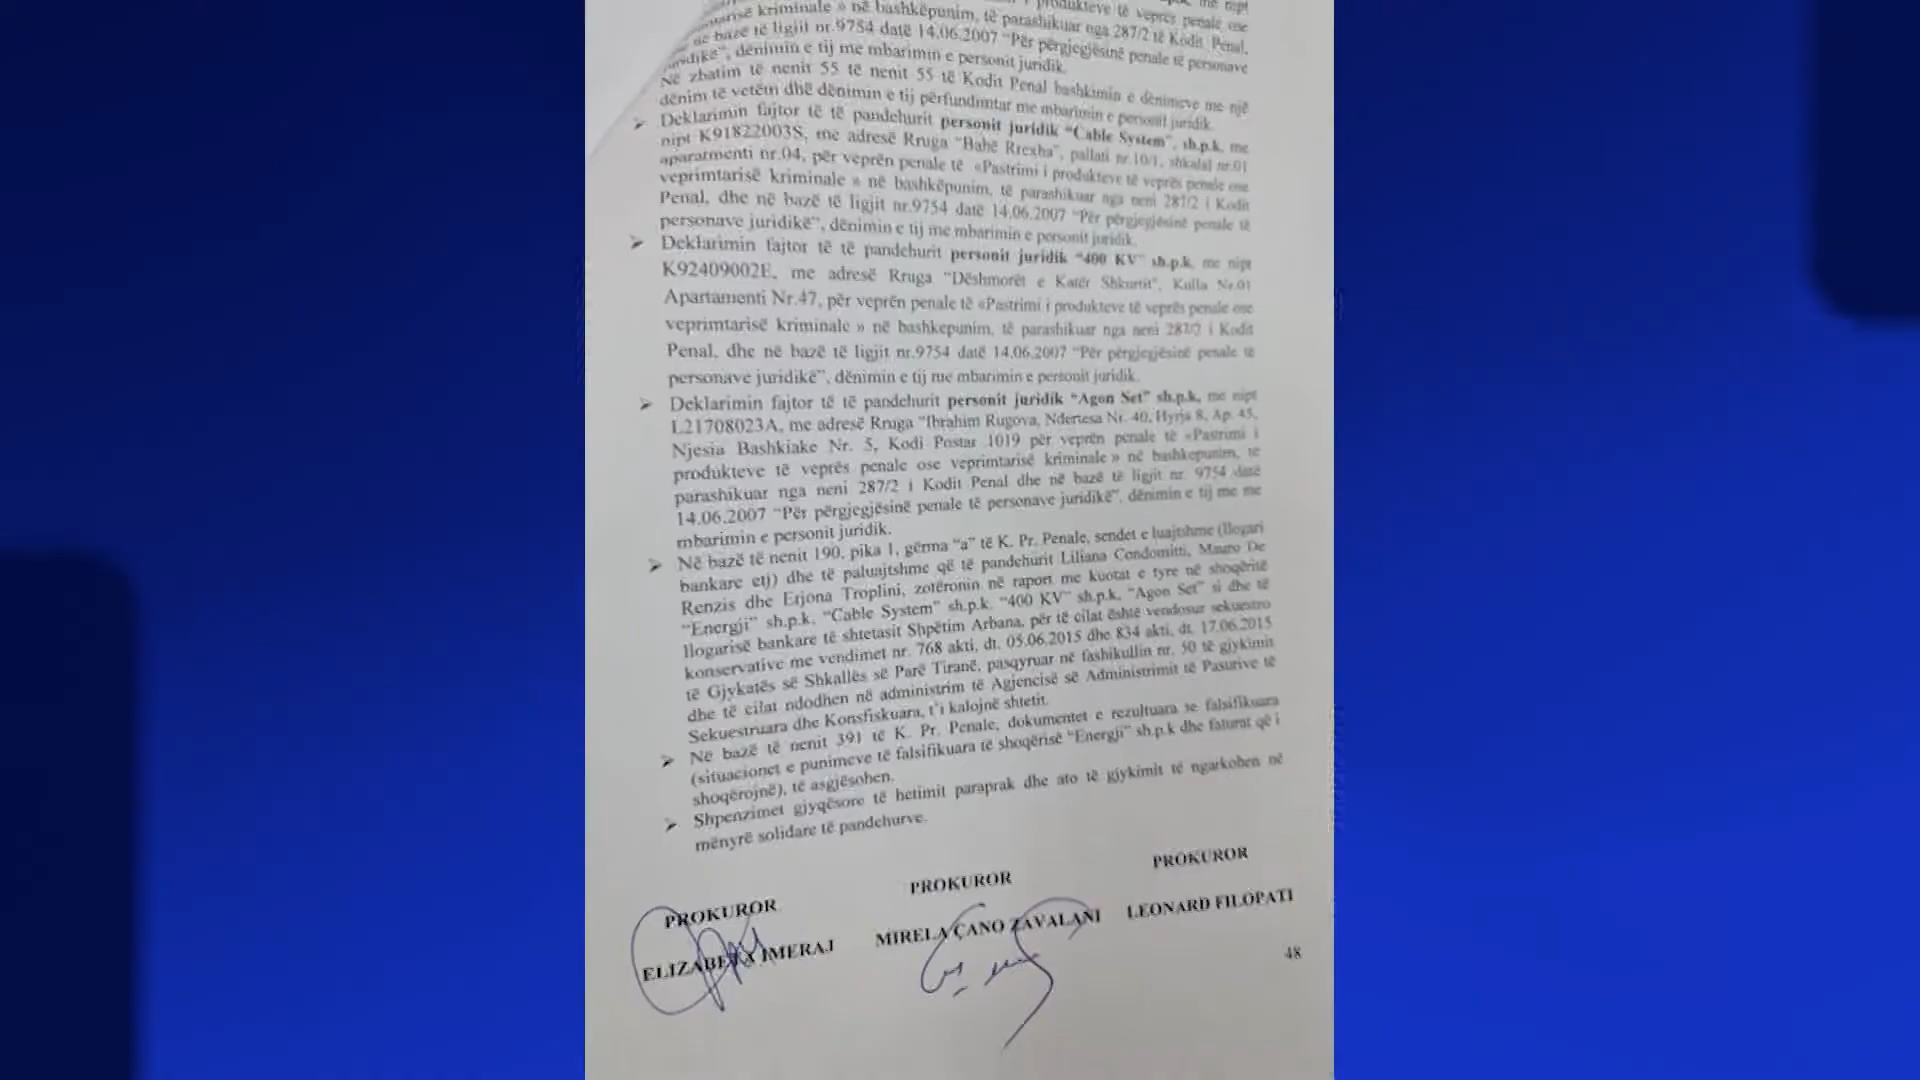 nipt
produkteve të veprës penale ose
kriminale » në bashkëpunim, të parashikuar nga 287/2 të Kodit Penal,
në bazë të ligjit nr.9754 datë 14.06.2007 “Për përgjegjësinë penale të personave
juridikë”, dënimin e tij me mbarimin e personit juridik.
Në zbatim të nenit 55 të nenit 55 të Kodit Penal bashkimin e dënimeve me një
dënim të vetëm dhe dënimin e tij përfundimtar me mbarimin e personit juridik.
➢ Deklarimin fajtor të të pandehurit personit juridik “Cable System”, sh.p.k, me
nipt K91822003S, me adresë Rruga “Bahë Rrexha”, pallati nr.10/1, shkalal nr.01
aparatmenti nr.04, për veprën penale të «Pastrimi i produkteve të veprës penale ose
veprimtarisë kriminale » në bashkëpunim, të parashikuar nga neni 287/2 i Kodit
Penal, dhe në bazë të ligjit nr.9754 datë 14.06.2007 “Për përgjegjësinë penale të
personave juridikë”, dënimin e tij me mbarimin e personit juridik.
➢ Deklarimin fajtor të të pandehurit personit juridik “400 KV” sh.p.k, me nipt
K92409002E, me adresë Rruga “Dëshmorët e Katër Shkurtit”, Kulla Nr.01
Apartamenti Nr.47, për veprën penale të «Pastrimi i produkteve të veprës penale ose
veprimtarisë kriminale » në bashkëpunim, të parashikuar nga neni 287/2 i Kodit
Penal, dhe në bazë të ligjit nr.9754 datë 14.06.2007 “Për përgjegjësinë penale të
personave juridikë”, dënimin e tij me mbarimin e personit juridik.
➢ Deklarimin fajtor të të pandehurit personit juridik “Agon Set” sh.p.k, me nipt
L21708023A, me adresë Rruga “Ibrahim Rugova, Ndertesa Nr. 40, Hyrja 8, Ap. 45,
Njesia Bashkiake Nr. 5, Kodi Postar 1019 për veprën penale të «Pastrimi i
produkteve të veprës penale ose veprimtarisë kriminale » në bashkëpunim, të
parashikuar nga neni 287/2 i Kodit Penal dhe në bazë të ligjit nr. 9754 datë
14.06.2007 “Për përgjegjësinë penale të personave juridikë”, dënimin e tij me me
mbarimin e personit juridik.
➢ Në bazë të nenit 190, pika 1, gërma “a” të K. Pr. Penale, sendet e luajtshme (llogari
bankare etj) dhe të paluajtshme që të pandehurit Liliana Condomitti, Mauro De
Renzis dhe Erjona Troplini, zotëronin në raport me kuotat e tyre në shoqëritë
“Energji” sh.p.k. “Cable System” sh.p.k. “400 KV” sh.p.k, “Agon Set” si dhe të
llogarisë bankare të shtetasit Shpëtim Arbana, për të cilat është vendosur sekuestro
konservative me vendimet nr. 768 akti, dt. 05.06.2015 dhe 834 akti, dt. 17.06.2015
të Gjykatës së Shkallës së Parë Tiranë, pasqyruar në fashikullin nr. 50 të gjykimit
dhe të cilat ndodhen në administrim të Agjencisë së Administrimit të Pasurive të
Sekuestruara dhe Konsfiskuara, t’i kalojnë shtetit.
➢ Në bazë të nenit 391 të K. Pr. Penale, dokumentet e rezultuara se falsifikuara
(situacionet e punimeve të falsifikuara të shoqërisë “Energji” sh.p.k dhe faturat që i
shoqërojnë), të asgjësohen.
➢ Shpenzimet gjyqësore të hetimit paraprak dhe ato të gjykimit të ngarkohen në
mënyrë solidare të pandehurve.
PROKUROR PROKUROR PROKUROR
ELIZABETA IMERAJ MIRELA ÇANO ZAVALANI LEONARD FILOPATI
48